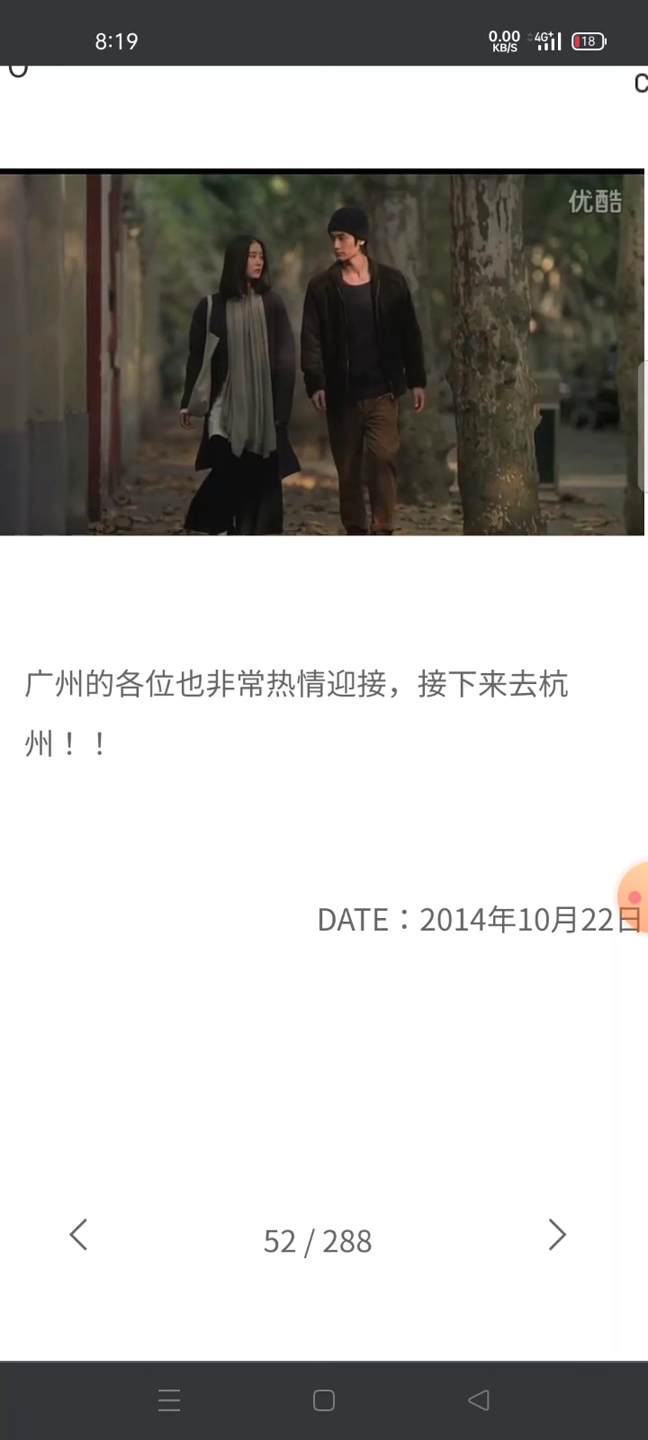 8:19
0.00
KB/S
4G+
18
优酷
广州的各位也非常热情迎接，接下来去杭
州！！
DATE：2014年10月22日
52 / 288